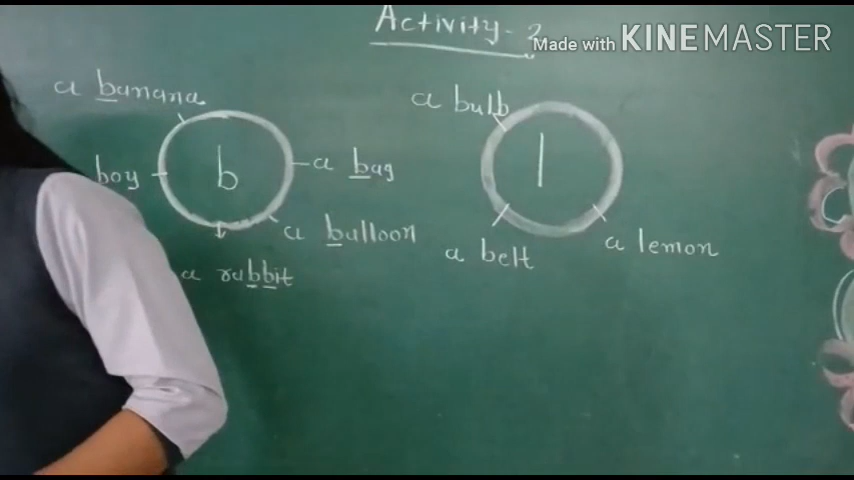 Activity-2
Made with KINEMASTER
a banana
boy
b
a bag
a balloon
a rabbit
a bulb
l
a belt
a lemon